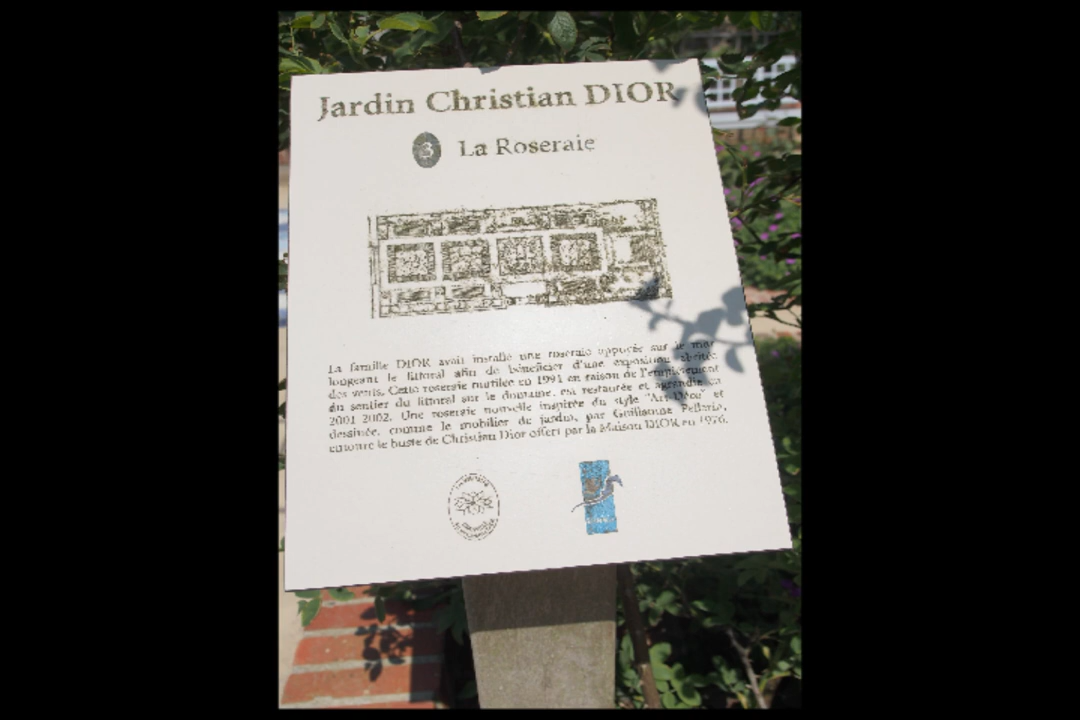 Jardin Christian DIOR
3 La Roseraie
La famille DIOR avait installé une roseraie appuyée sur le mur
longeant le littoral afin de bénéficier d'une exposition abritée
des vents. Cette roseraie mutilée en 1991 en raison de l'emplacement
du sentier du littoral sur le domaine, est restaurée et agrandie en
2001-2002. Une roseraie nouvelle inspirée du style "Art-Déco" et
dessinée, comme le mobilier de jardin, par Guillaume Pellerin,
entoure le buste de Christian Dior offert par la Maison DIOR en 1976.